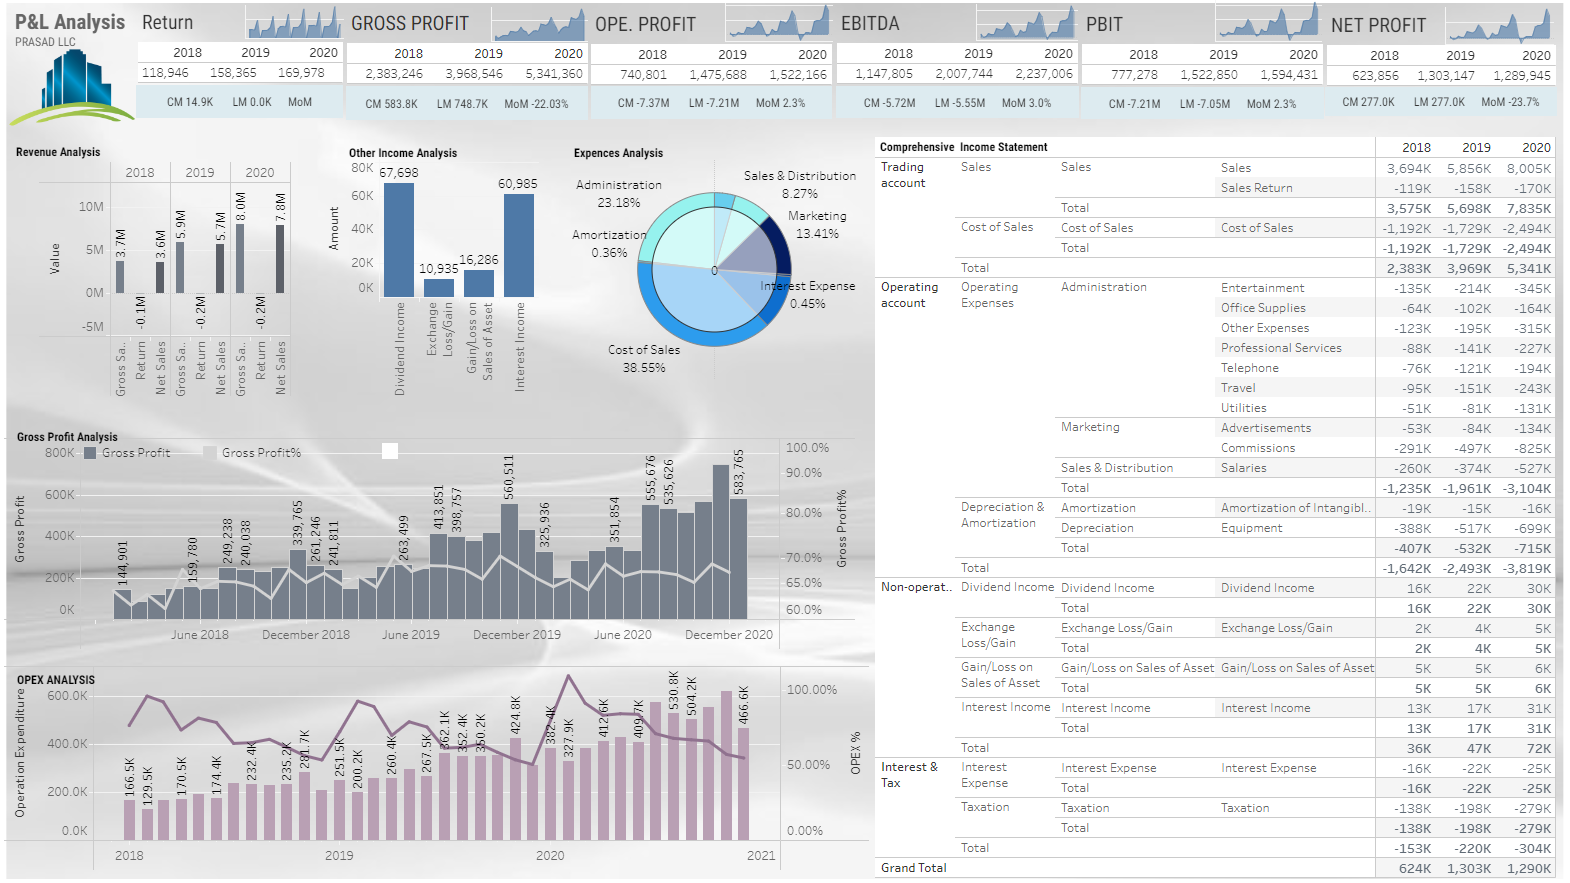 P&L Analysis
PRASAD LLC
Return
2018 2019 2020
118,946 158,365 169,978
CM 14.9K LM 0.0K MoM
GROSS PROFIT
2018 2019 2020
2,383,246 3,968,546 5,341,360
CM 583.8K LM 748.7K MoM -22.03%
OPE. PROFIT
2018 2019 2020
740,801 1,475,688 1,522,166
CM -7.37M LM -7.21M MoM 2.3%
EBITDA
2018 2019 2020
1,147,805 2,007,744 2,237,006
CM -5.72M LM -5.55M MoM 3.0%
PBIT
2018 2019 2020
777,278 1,522,850 1,594,431
CM -7.21M LM -7.05M MoM 2.3%
NET PROFIT
2018 2019 2020
623,856 1,303,147 1,289,945
CM 277.0K LM 277.0K MoM -23.7%
Revenue Analysis
2018 2019 2020
Value
10M
5M
0M
-5M
3.7M -0.1M 3.6M 5.9M -0.2M 5.7M 8.0M -0.2M 7.8M
Gross Sa.. Return Net Sales Gross Sa.. Return Net Sales Gross Sa.. Return Net Sales
Other Income Analysis
Amount
80K
60K
40K
20K
0K
67,698 10,935 16,286 60,985
Dividend Income
Exchange Loss/Gain
Gain/Loss on Sales of Asset
Interest Income
Expences Analysis
Sales & Distribution
8.27%
Administration
23.18%
Marketing
13.41%
Amortization
0.36%
0
Interest Expense
0.45%
Cost of Sales
38.55%
Gross Profit Analysis
Gross Profit Gross Profit%
Gross Profit
800K
600K
400K
200K
0K
144,901 159,780 249,238 240,038 339,765 261,246 241,811 263,499 413,851 398,757 560,511 325,936 351,854 555,676 535,626 583,765
100.0%
90.0%
80.0%
70.0%
65.0%
60.0%
Gross Profit%
June 2018 December 2018 June 2019 December 2019 June 2020 December 2020
OPEX ANALYSIS
Operation Expenditure
600.0K
400.0K
200.0K
0.0K
166.5K 129.5K 170.5K 174.4K 232.4K 235.2K 281.7K 251.5K 200.2K 260.4K 267.5K 362.1K 352.4K 350.2K 424.8K 382.4K 327.9K 412.6K 409.7K 530.8K 504.2K 466.6K
100.00%
50.00%
0.00%
OPEX %
2018 2019 2020 2021
Comprehensive Income Statement 2018 2019 2020
Trading account Sales Sales Sales 3,694K 5,856K 8,005K
Sales Return -119K -158K -170K
Total 3,575K 5,698K 7,835K
Cost of Sales Cost of Sales Cost of Sales -1,192K -1,729K -2,494K
Total -1,192K -1,729K -2,494K
Total 2,383K 3,969K 5,341K
Operating account Operating Expenses Administration Entertainment -135K -214K -345K
Office Supplies -64K -102K -164K
Other Expenses -123K -195K -315K
Professional Services -88K -141K -227K
Telephone -76K -121K -194K
Travel -95K -151K -243K
Utilities -51K -81K -131K
Marketing Advertisements -53K -84K -134K
Commissions -291K -497K -825K
Sales & Distribution Salaries -260K -374K -527K
Total -1,235K -1,961K -3,104K
Depreciation & Amortization Amortization Amortization of Intangibl.. -19K -15K -16K
Depreciation Equipment -388K -517K -699K
Total -407K -532K -715K
Total -1,642K -2,493K -3,819K
Non-operat.. Dividend Income Dividend Income Dividend Income 16K 22K 30K
Total 16K 22K 30K
Exchange Loss/Gain Exchange Loss/Gain Exchange Loss/Gain 2K 4K 5K
Total 2K 4K 5K
Gain/Loss on Sales of Asset Gain/Loss on Sales of Asset Gain/Loss on Sales of Asset 5K 5K 6K
Total 5K 5K 6K
Interest Income Interest Income Interest Income 13K 17K 31K
Total 13K 17K 31K
Total 36K 47K 72K
Interest & Tax Interest Expense Interest Expense Interest Expense -16K -22K -25K
Total -16K -22K -25K
Taxation Taxation Taxation -138K -198K -279K
Total -138K -198K -279K
Total -153K -220K -304K
Grand Total 624K 1,303K 1,290K